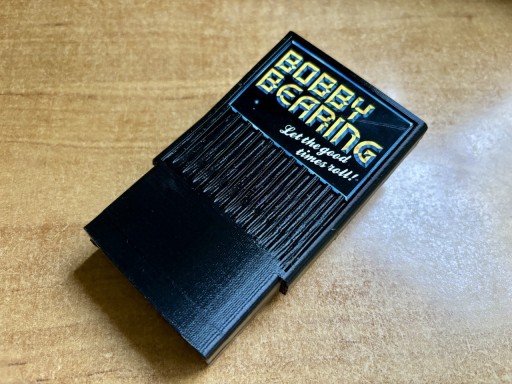 BOBBY
BEARING
Let the good
times roll!